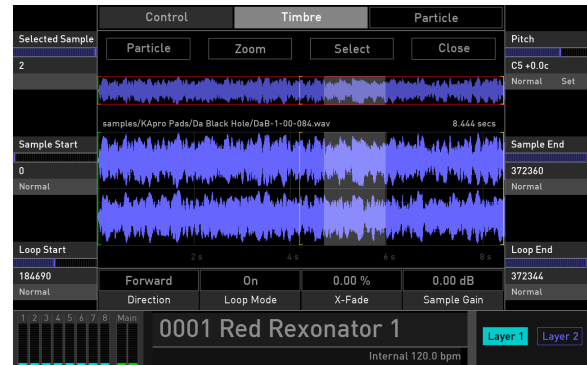 Control Timbre Particle
Selected Sample Particle Zoom Select Close Pitch
2 C5 +0.0c
Normal Set
samples/KApro Pads/Da Black Hole/DaB-1-00-084.wav 8.444 secs
Sample Start Sample End
0 372360
Normal Normal
Loop Start 2 s 4 s 6 s 8 s Loop End
184690 Forward On 0.00 % 0.00 dB 372344
Normal Direction Loop Mode X-Fade Sample Gain Normal
1 2 3 4 5 6 7 8 Main
0001 Red Rexonator 1
Layer 1 Layer 2
Internal 120.0 bpm